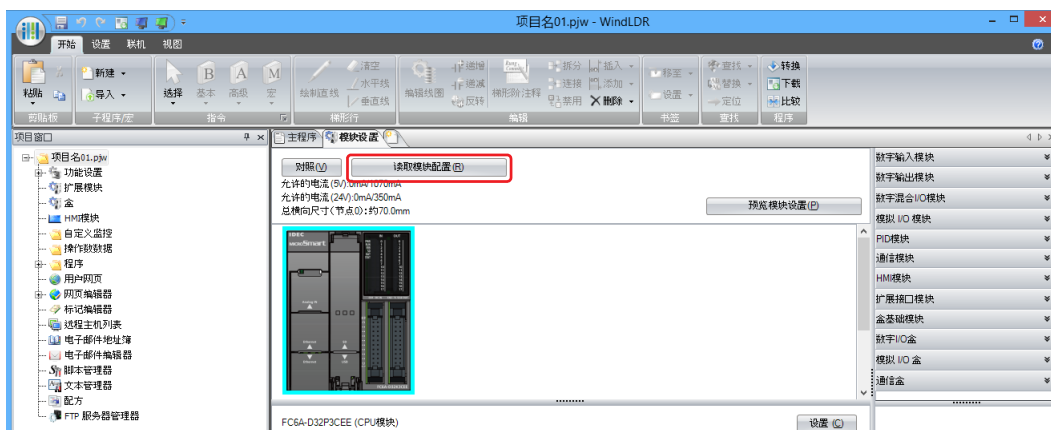 项目名01.pjw - WindLDR
开始 设置 联机 视图
粘贴 新建 导入 选择 基本 高级 宏 绘制直线 清空 水平线 垂直线 编辑线图 递增 递减 反转 梯形阶注释 拆分 连接 禁用 插入 添加 删除 移至 设置 查找 替换 定位 转换 下载 比较
剪贴板 子程序/宏 指令 梯形行 编辑 书签 查找 程序
项目窗口
项目名01.pjw
功能设置
扩展模块
盒
HMI模块
自定义监控
操作数数据
程序
用户网页
网页编辑器
标记编辑器
远程主机列表
电子邮件地址簿
电子邮件编辑器
脚本管理器
文本管理器
配方
FTP 服务器管理器
主程序 模块设置
对照(V) 读取模块配置(R)
允许的电流(5V):0mA/1070mA
允许的电流(24V):0mA/350mA
总横向尺寸(节点0):约70.0mm
预览模块设置(P)
IDEC
MICROSmart
FC6A-D32P3CEE (CPU模块)
设置 (C)
数字输入模块
数字输出模块
数字混合I/O模块
模拟 I/O 模块
PID模块
通信模块
HMI模块
扩展接口模块
盒基础模块
数字I/O盒
模拟 I/O 盒
通信盒